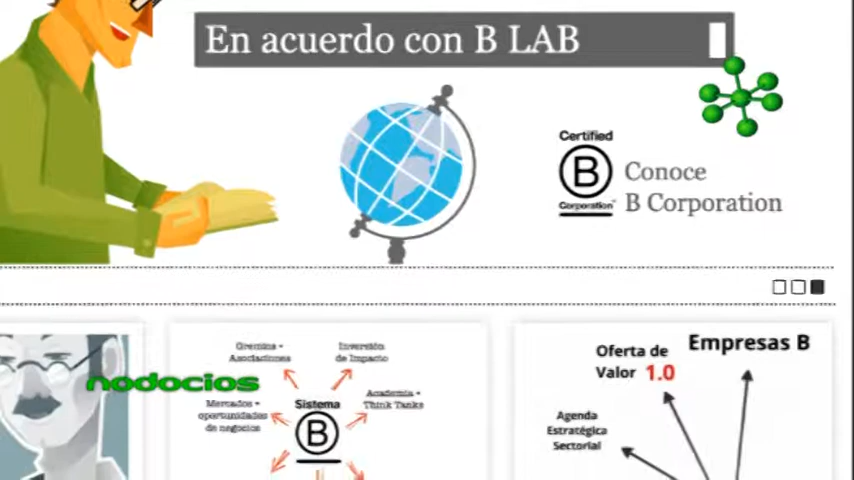 En acuerdo con B LAB
Certified
B
Corporation
Conoce
B Corporation
nodocios
Gremios -
Asociaciones
Inversión
de Impacto
Mercados -
oportunidades
de negocios
Sistema
B
Academia -
Think Tanks
Oferta de
Valor 1.0
Empresas B
Agenda
Estratégica
Sectorial